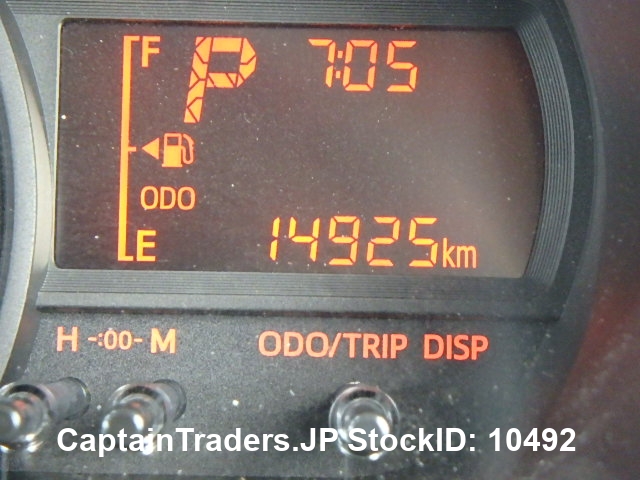 F P 7:05
ODO
E 14925km
H -:00- M ODO/TRIP DISP
CaptainTraders.JP StockID: 10492